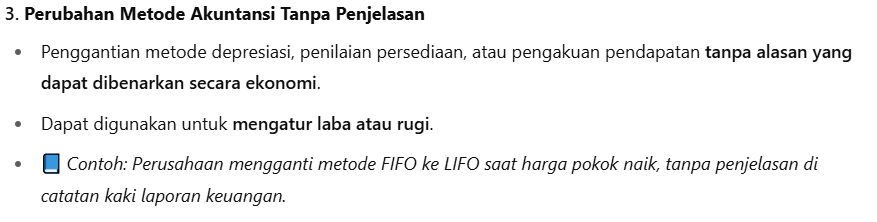 3. Perubahan Metode Akuntansi Tanpa Penjelasan
• Penggantian metode depresiasi, penilaian persediaan, atau pengakuan pendapatan tanpa alasan yang
dapat dibenarkan secara ekonomi.
• Dapat digunakan untuk mengatur laba atau rugi.
• 📘 Contoh: Perusahaan mengganti metode FIFO ke LIFO saat harga pokok naik, tanpa penjelasan di
catatan kaki laporan keuangan.